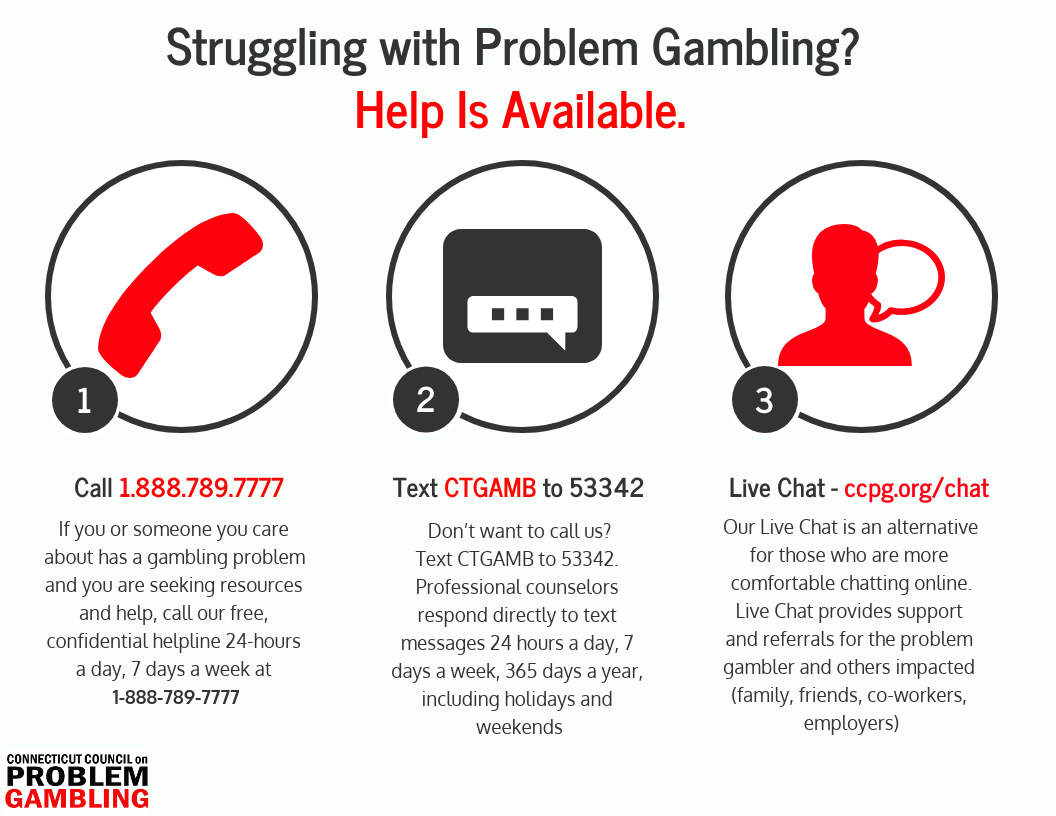 Struggling with Problem Gambling?
Help Is Available.
1
2
3
Call 1.888.789.7777
If you or someone you care
about has a gambling problem
and you are seeking resources
and help, call our free,
confidential helpline 24-hours
a day, 7 days a week at
1-888-789-7777
Text CTGAMB to 53342
Don't want to call us?
Text CTGAMB to 53342.
Professional counselors
respond directly to text
messages 24 hours a day, 7
days a week, 365 days a year,
including holidays and
weekends
Live Chat - ccpg.org/chat
Our Live Chat is an alternative
for those who are more
comfortable chatting online.
Live Chat provides support
and referrals for the problem
gambler and others impacted
(family, friends, co-workers,
employers)
CONNECTICUT COUNCIL on
PROBLEM
GAMBLING